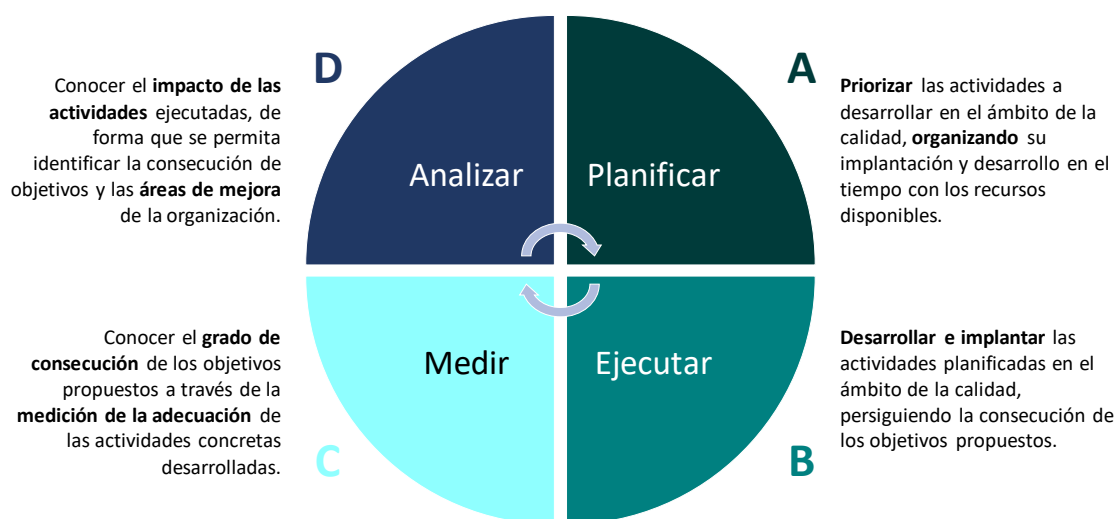 D
Conocer el impacto de las
actividades ejecutadas, de
forma que se permita
identificar la consecución de
objetivos y las áreas de mejora
de la organización.
Analizar
Planificar
A
Priorizar las actividades a
desarrollar en el ámbito de la
calidad, organizando su
implantación y desarrollo en el
tiempo con los recursos
disponibles.
Conocer el grado de
consecución de los objetivos
propuestos a través de la
medición de la adecuación de
las actividades concretas
desarrolladas.
C
Medir
Ejecutar
Desarrollar e implantar las
actividades planificadas en el
ámbito de la calidad,
persiguiendo la consecución de
los objetivos propuestos.
B